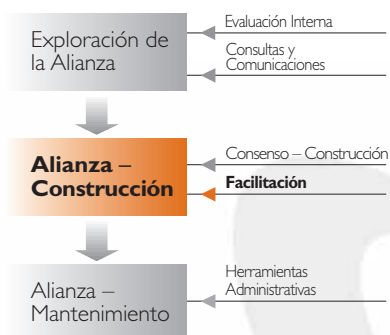 Exploración de
la Alianza
Evaluación Interna
Consultas y
Comunicaciones
Alianza –
Construcción
Consenso – Construcción
Facilitación
Alianza –
Mantenimiento
Herramientas
Administrativas